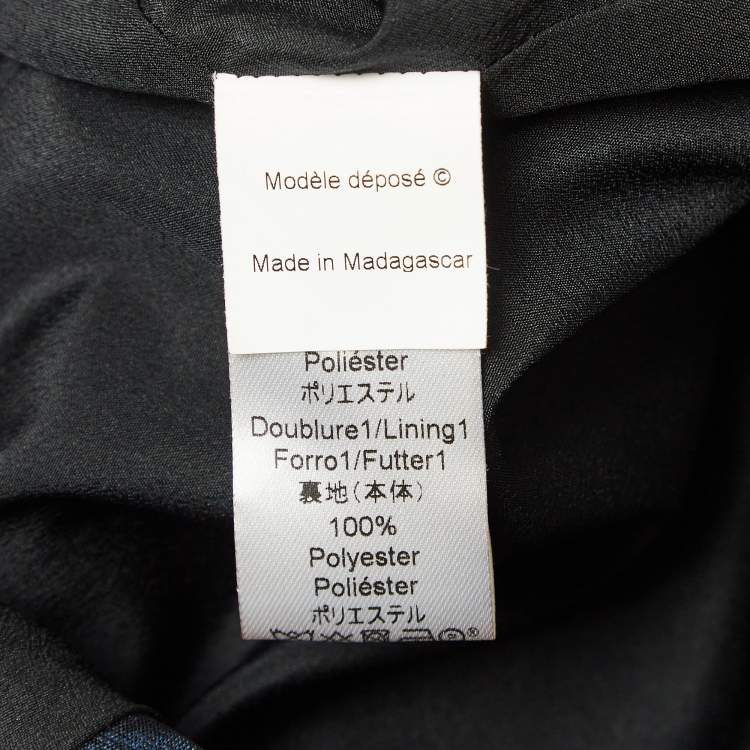 Modèle déposé ©
Made in Madagascar
Poliéster
ポリエステル
Doublure1/Lining1
Forro1/Futter1
裏地(本体)
100%
Polyester
Poliéster
ポリエステル